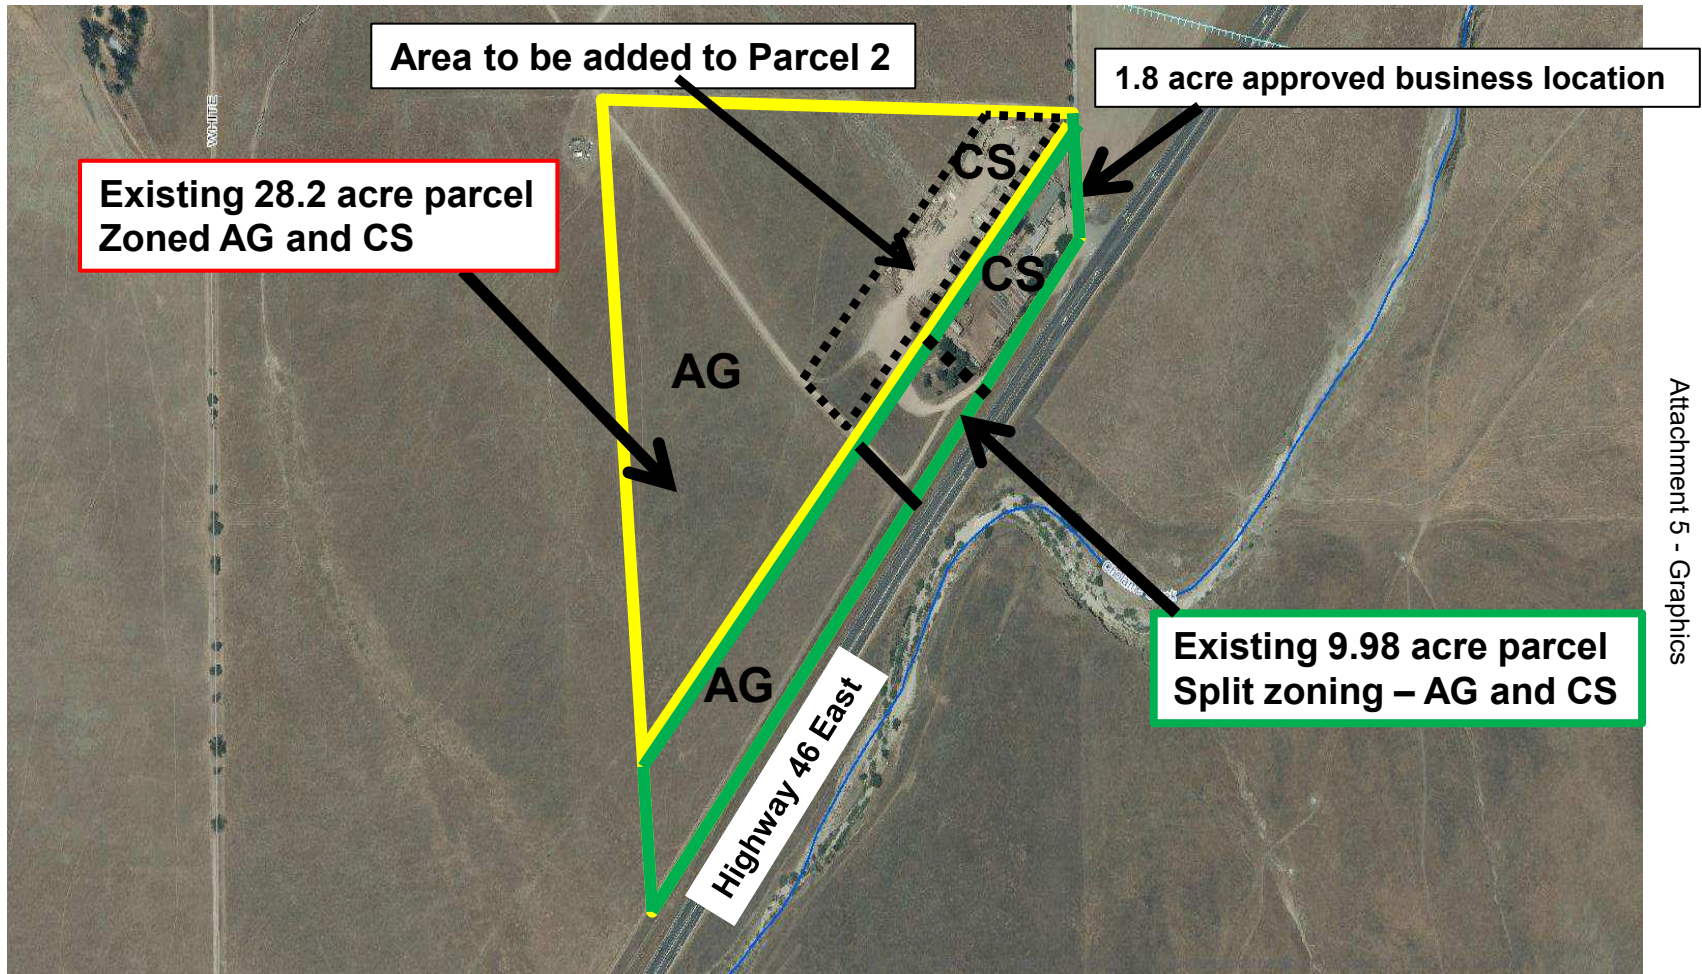 Area to be added to Parcel 2
1.8 acre approved business location
WHITE
Existing 28.2 acre parcel
Zoned AG and CS
CS
CS
AG
AG
Highway 46 East
Existing 9.98 acre parcel
Split zoning – AG and CS
Attachment 5 - Graphics